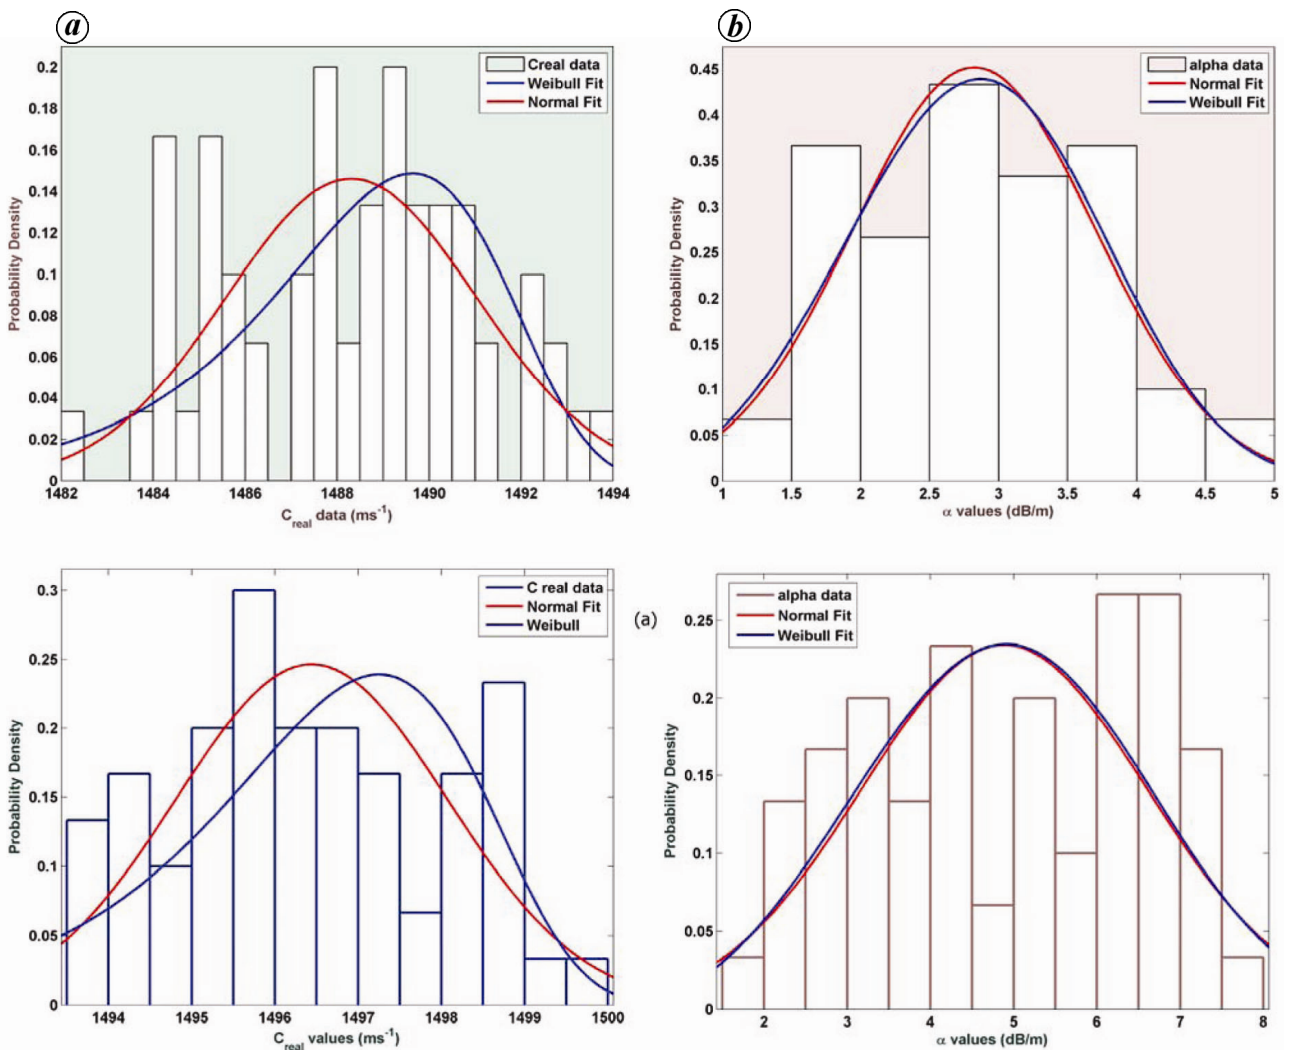 a
b
Creal data
Weibull Fit
Normal Fit
0.2
0.18
0.16
0.14
0.12
0.1
0.08
0.06
0.04
0.02
0
Probability Density
1482 1484 1486 1488 1490 1492 1494
C_real data (ms⁻¹)
alpha data
Normal Fit
Weibull Fit
0.45
0.4
0.35
0.3
0.25
0.2
0.15
0.1
0.05
0
Probability Density
1 1.5 2 2.5 3 3.5 4 4.5 5
α values (dB/m)
C real data
Normal Fit
Weibull
0.3
0.25
0.2
0.15
0.1
0.05
0
Probability Density
1494 1495 1496 1497 1498 1499 1500
C_real values (ms⁻¹)
(a)
alpha data
Normal Fit
Weibull Fit
0.25
0.2
0.15
0.1
0.05
0
Probability Density
2 3 4 5 6 7 8
α values (dB/m)